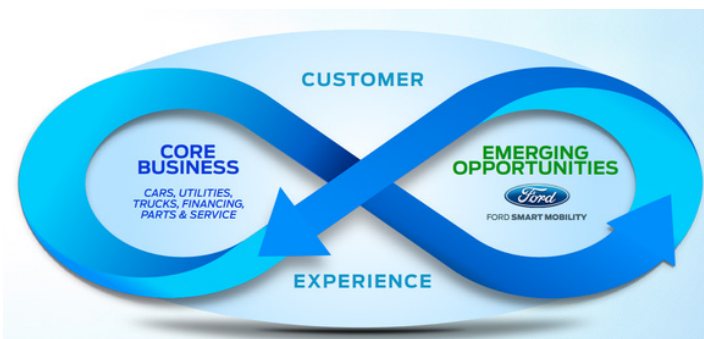 CUSTOMER
CORE
BUSINESS
CARS, UTILITIES,
TRUCKS, FINANCING,
PARTS & SERVICE
EMERGING
OPPORTUNITIES
Ford
FORD SMART MOBILITY
EXPERIENCE